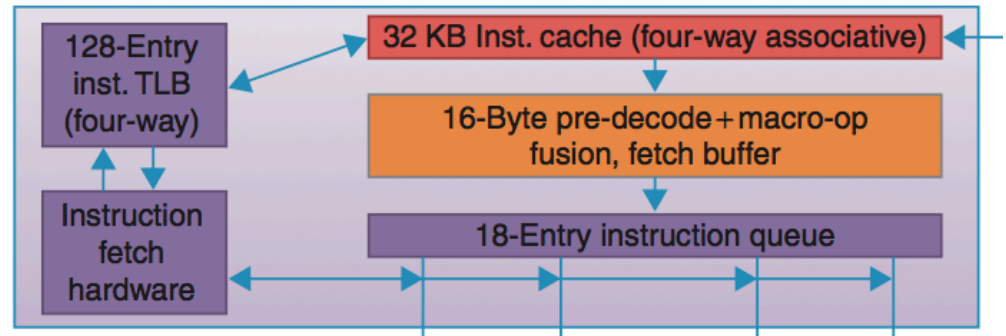 128-Entry
inst. TLB
(four-way)
32 KB Inst. cache (four-way associative)
16-Byte pre-decode+macro-op
fusion, fetch buffer
Instruction
fetch
hardware
18-Entry instruction queue